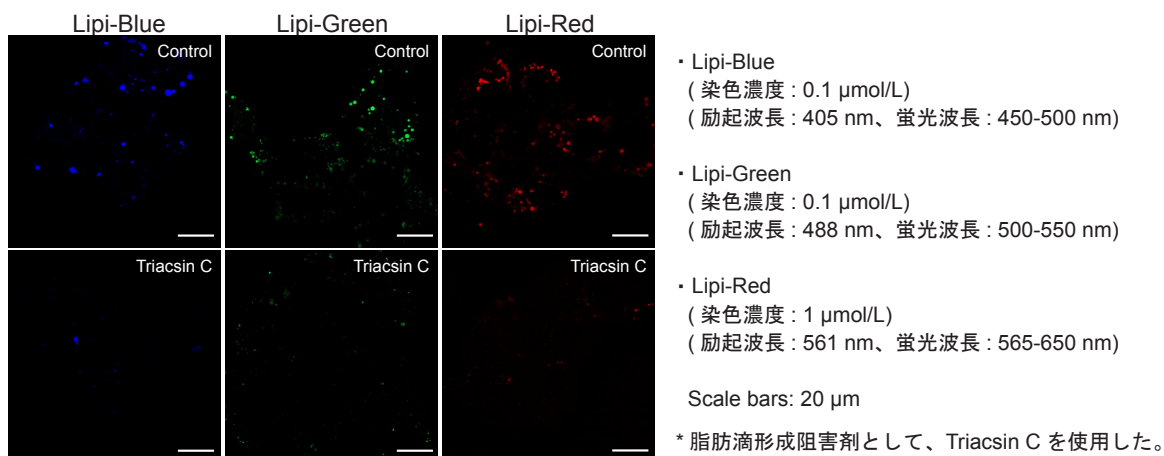 Lipi-Blue Lipi-Green Lipi-Red
Control Control Control
Triacsin C Triacsin C Triacsin C
・Lipi-Blue
( 染色濃度 : 0.1 μmol/L)
( 励起波長 : 405 nm、蛍光波長 : 450-500 nm)
・Lipi-Green
( 染色濃度 : 0.1 μmol/L)
( 励起波長 : 488 nm、蛍光波長 : 500-550 nm)
・Lipi-Red
( 染色濃度 : 1 μmol/L)
( 励起波長 : 561 nm、蛍光波長 : 565-650 nm)
Scale bars: 20 μm
* 脂肪滴形成阻害剤として、Triacsin C を使用した。